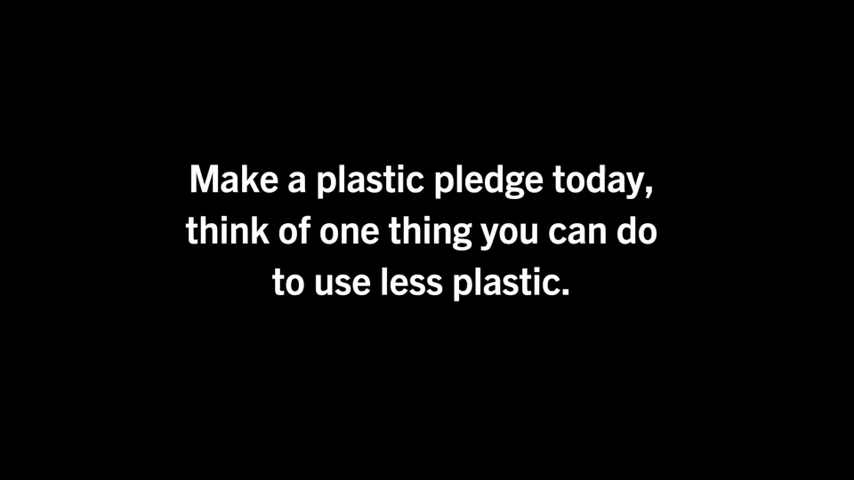 Make a plastic pledge today,
think of one thing you can do
to use less plastic.